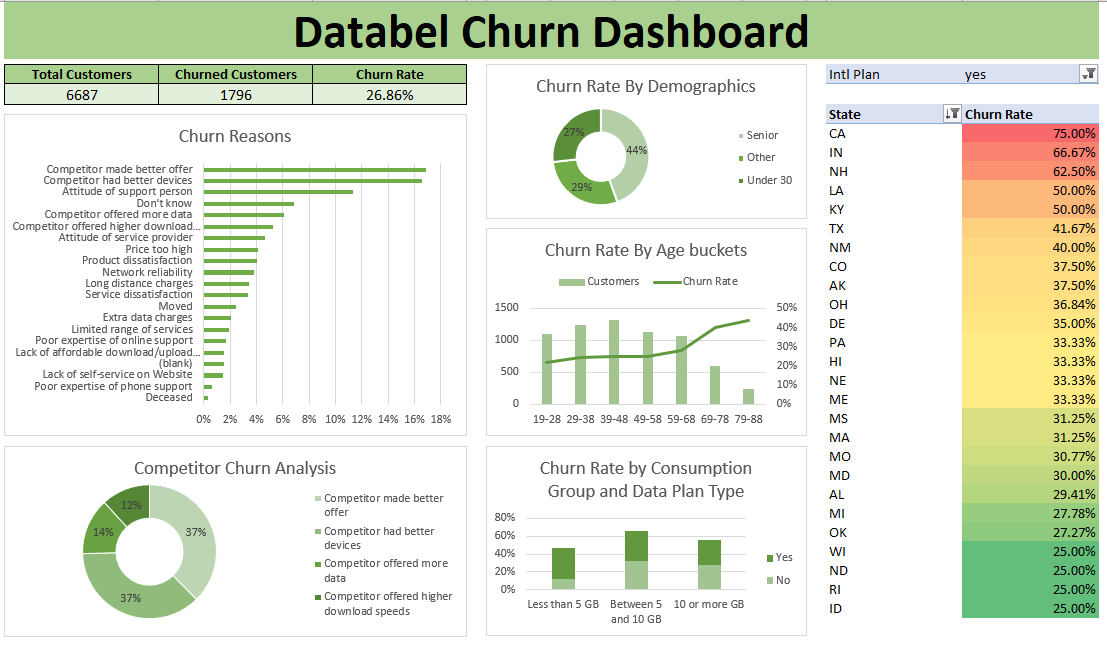 Databel Churn Dashboard
Total Customers Churned Customers Churn Rate
6687 1796 26.86%
Churn Reasons
Competitor made better offer
Competitor had better devices
Attitude of support person
Don't know
Competitor offered more data
Competitor offered higher download...
Attitude of service provider
Price too high
Product dissatisfaction
Network reliability
Long distance charges
Service dissatisfaction
Moved
Extra data charges
Limited range of services
Poor expertise of online support
Lack of affordable download/upload...
(blank)
Lack of self-service on Website
Poor expertise of phone support
Deceased
0% 2% 4% 6% 8% 10% 12% 14% 16% 18%
Competitor Churn Analysis
12%
37%
14%
37%
Competitor made better
offer
Competitor had better
devices
Competitor offered more
data
Competitor offered higher
download speeds
Churn Rate By Demographics
27%
44%
29%
Senior
Other
Under 30
Churn Rate By Age buckets
Customers Churn Rate
1500
1000
500
0
50%
40%
30%
20%
10%
0%
19-28 29-38 39-48 49-58 59-68 69-78 79-88
Churn Rate by Consumption
Group and Data Plan Type
80%
60%
40%
20%
0%
Less than 5 GB Between 5 10 or more GB
and 10 GB
Yes
No
Intl Plan yes
State Churn Rate
CA 75.00%
IN 66.67%
NH 62.50%
LA 50.00%
KY 50.00%
TX 41.67%
NM 40.00%
CO 37.50%
AK 37.50%
OH 36.84%
DE 35.00%
PA 33.33%
HI 33.33%
NE 33.33%
ME 33.33%
MS 31.25%
MA 31.25%
MO 30.77%
MD 30.00%
AL 29.41%
MI 27.78%
OK 27.27%
WI 25.00%
ND 25.00%
RI 25.00%
ID 25.00%